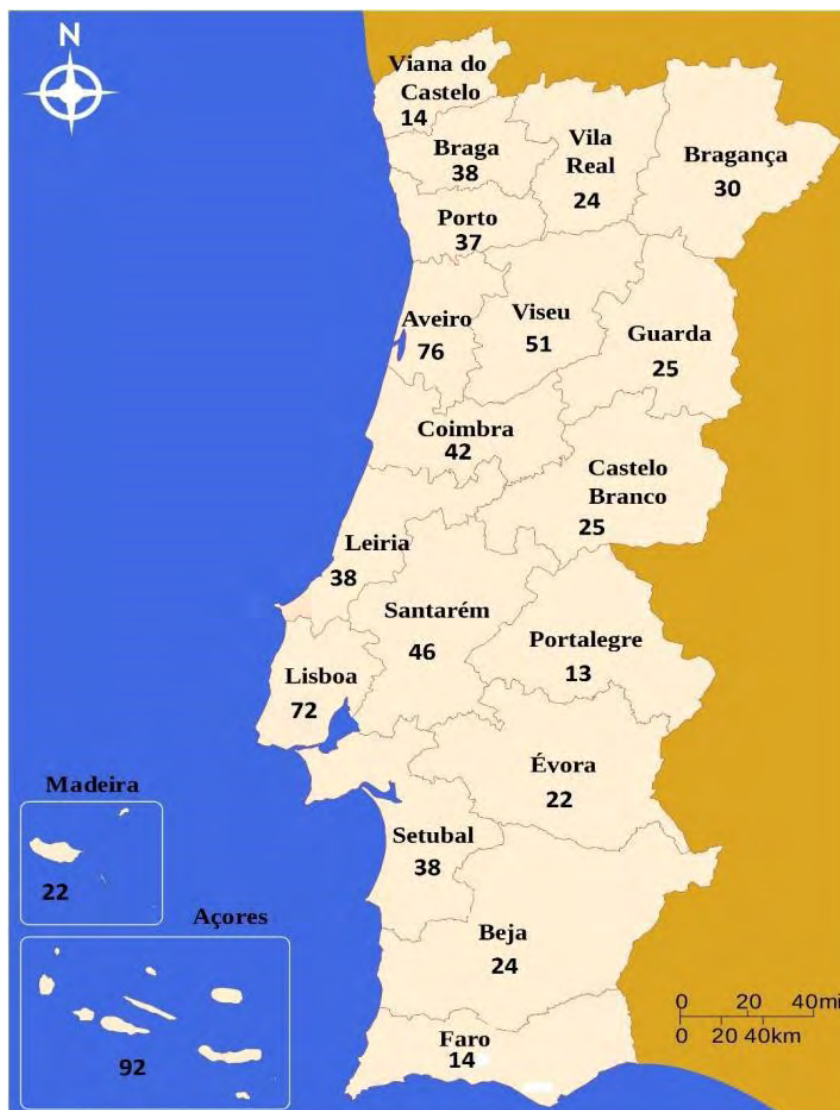 N
Viana do
Castelo
14
Braga
38
Vila
Real
24
Bragança
30
Porto
37
Aveiro
76
Viseu
51
Guarda
25
Coimbra
42
Castelo
Branco
25
Leiria
38
Santarém
46
Portalegre
13
Lisboa
72
Évora
22
Madeira
22
Setubal
38
Açores
92
Beja
24
Faro
14
0 20 40mi
0 20 40km